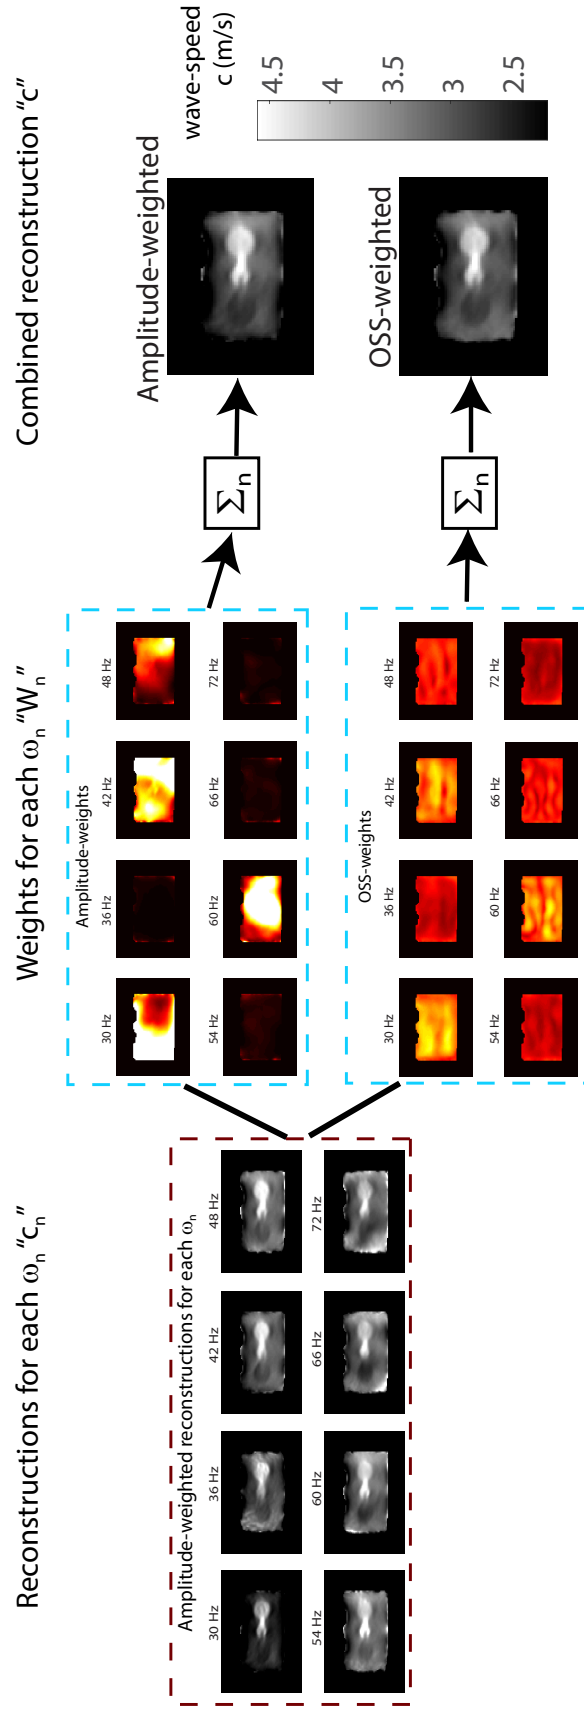 Reconstructions for each ωn “cn”
Amplitude-weighted reconstructions for each ωn
30 Hz
36 Hz
42 Hz
48 Hz
54 Hz
60 Hz
66 Hz
72 Hz
Weights for each ωn “Wn”
Amplitude-weights
30 Hz
36 Hz
42 Hz
48 Hz
54 Hz
60 Hz
66 Hz
72 Hz
OSS-weights
30 Hz
36 Hz
42 Hz
48 Hz
54 Hz
60 Hz
66 Hz
72 Hz
Σn
Σn
Combined reconstruction “c”
Amplitude-weighted
OSS-weighted
wave-speed
c (m/s)
4.5
4
3.5
3
2.5